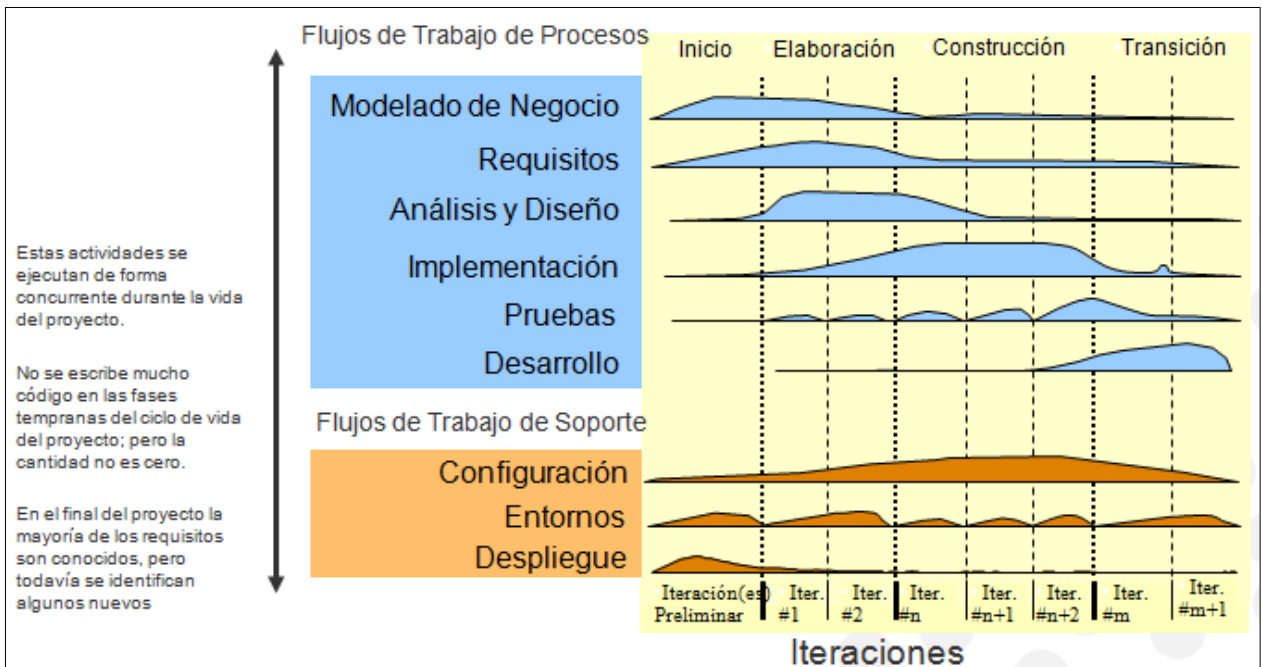 Flujos de Trabajo de Procesos
Inicio
Elaboración
Construcción
Transición
Modelado de Negocio
Requisitos
Análisis y Diseño
Implementación
Pruebas
Desarrollo
Flujos de Trabajo de Soporte
Configuración
Entornos
Despliegue
Estas actividades se
ejecutan de forma
concurrente durante la vida
del proyecto.
No se escribe mucho
código en las fases
tempranas del ciclo de vida
del proyecto; pero la
cantidad no es cero.
En el final del proyecto la
mayoría de los requisitos
son conocidos, pero
todavía se identifican
algunos nuevos
Iteración(es)
Preliminar
Iter.
#1
Iter.
#2
Iter.
#n
Iter.
#n+1
Iter.
#n+2
Iter.
#m
Iter.
#m+1
Iteraciones